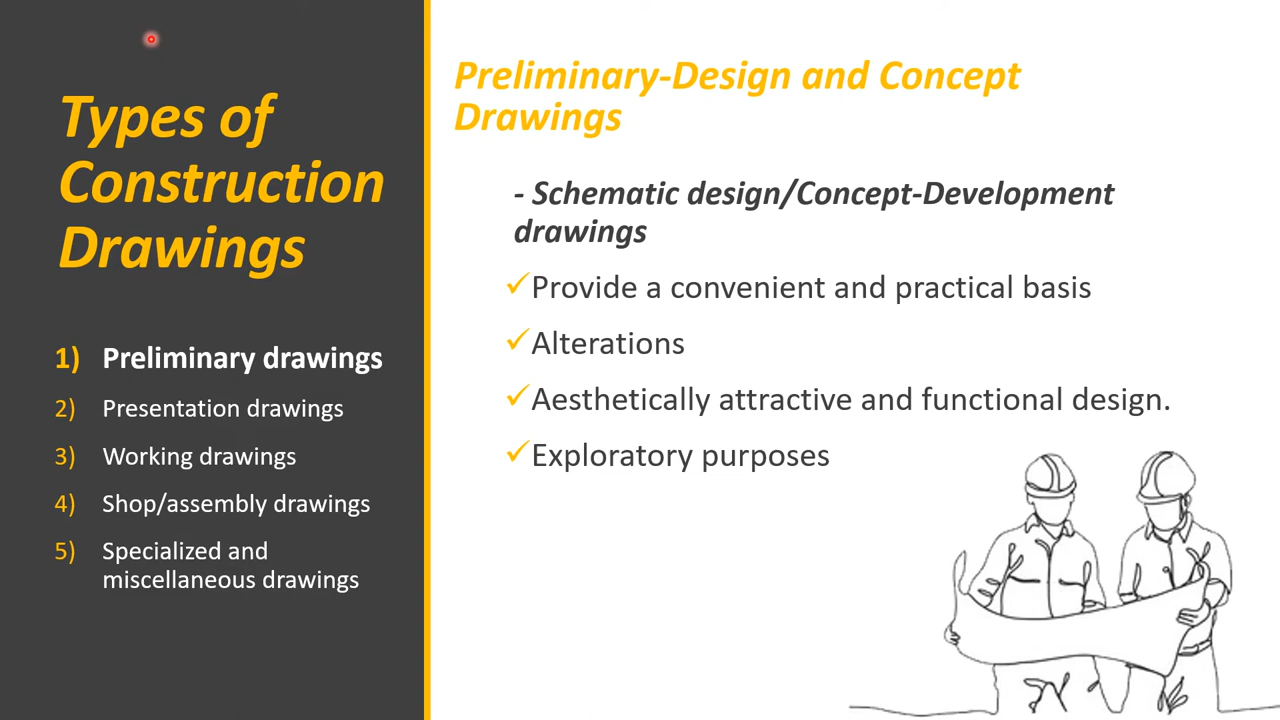 Types of
Construction
Drawings
1) Preliminary drawings
2) Presentation drawings
3) Working drawings
4) Shop/assembly drawings
5) Specialized and
miscellaneous drawings
Preliminary-Design and Concept
Drawings
- Schematic design/Concept-Development
drawings
✓Provide a convenient and practical basis
✓Alterations
✓Aesthetically attractive and functional design.
✓Exploratory purposes